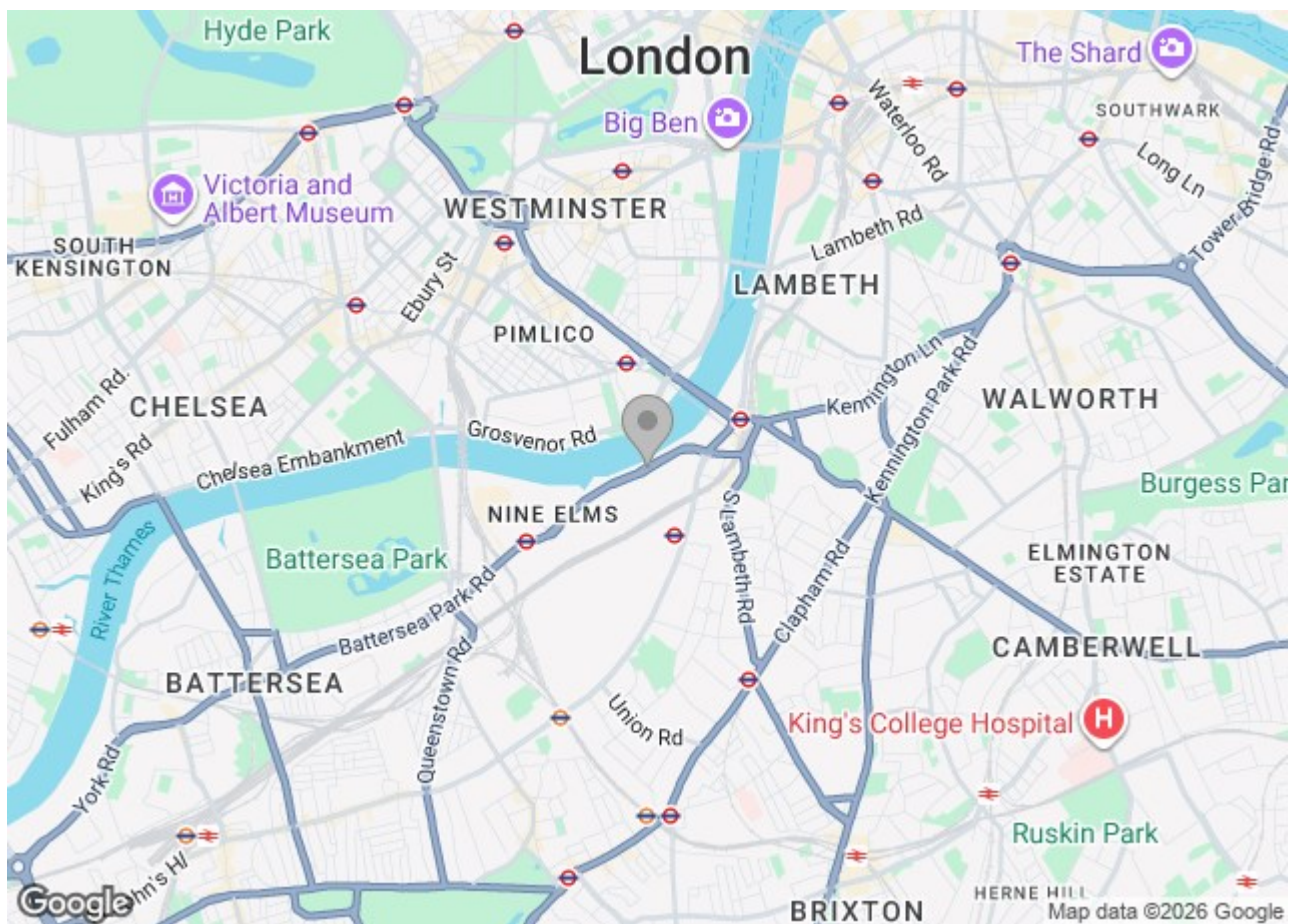 Hyde Park
London
The Shard
Big Ben
Waterloo Rd
SOUTHWARK
Long Ln
Tower Bridge Rd
Victoria and
Albert Museum
WESTMINSTER
Lambeth Rd
SOUTH
KENSINGTON
Ebury St
LAMBETH
PIMLICO
Kennington Ln
Kennington Park Rd
Fulham Rd.
CHELSEA
WALWORTH
King's Rd
Chelsea Embankment
Grosvenor Rd
Burgess Par
NINE ELMS
S Lambeth Rd
River Thames
Battersea Park
Clapham Rd
ELMINGTON
ESTATE
Battersea Park Rd
CAMBERWELL
BATTERSEA
Queenstown Rd
Union Rd
King's College Hospital
H
York Rd
Ruskin Park
ohn's H
HERNE HILL
Google
BRIXTON
Map data ©2026 Google